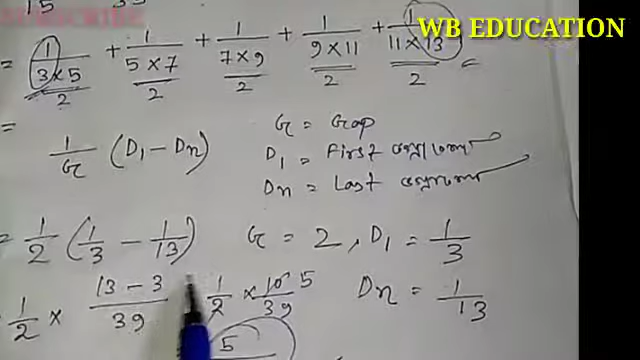 SUBSCRIBE
WB EDUCATION
15
= 1/(3×5) + 1/(5×7) + 1/(7×9) + 1/(9×11) + 1/(11×13) =
2 2 2 2 2
=
1/G (D1 − Dn)
G = Gap
D1 = First
Dn = Last
= 1/2 (1/3 − 1/13) G = 2, D1 = 1/3
= 1/2 × (13 − 3)/39 1/2 × 10/39 5 Dn = 1/13
5